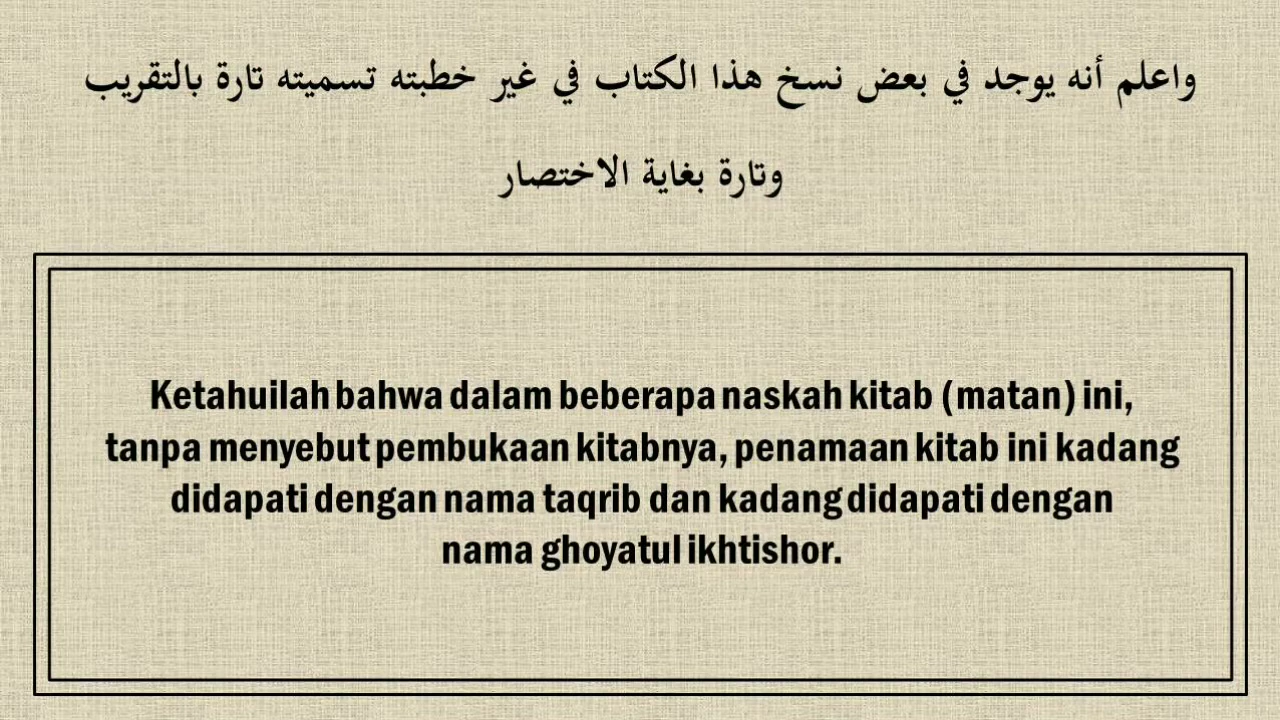 واعلم أنه يوجد في بعض نسخ هذا الكتاب في غير خطبته تسميته تارة بالتقريب
وتارة بغاية الاختصار
Ketahuilah bahwa dalam beberapa naskah kitab (matan) ini,
tanpa menyebut pembukaan kitabnya, penamaan kitab ini kadang
didapati dengan nama taqrib dan kadang didapati dengan
nama ghoyatul ikhtishor.